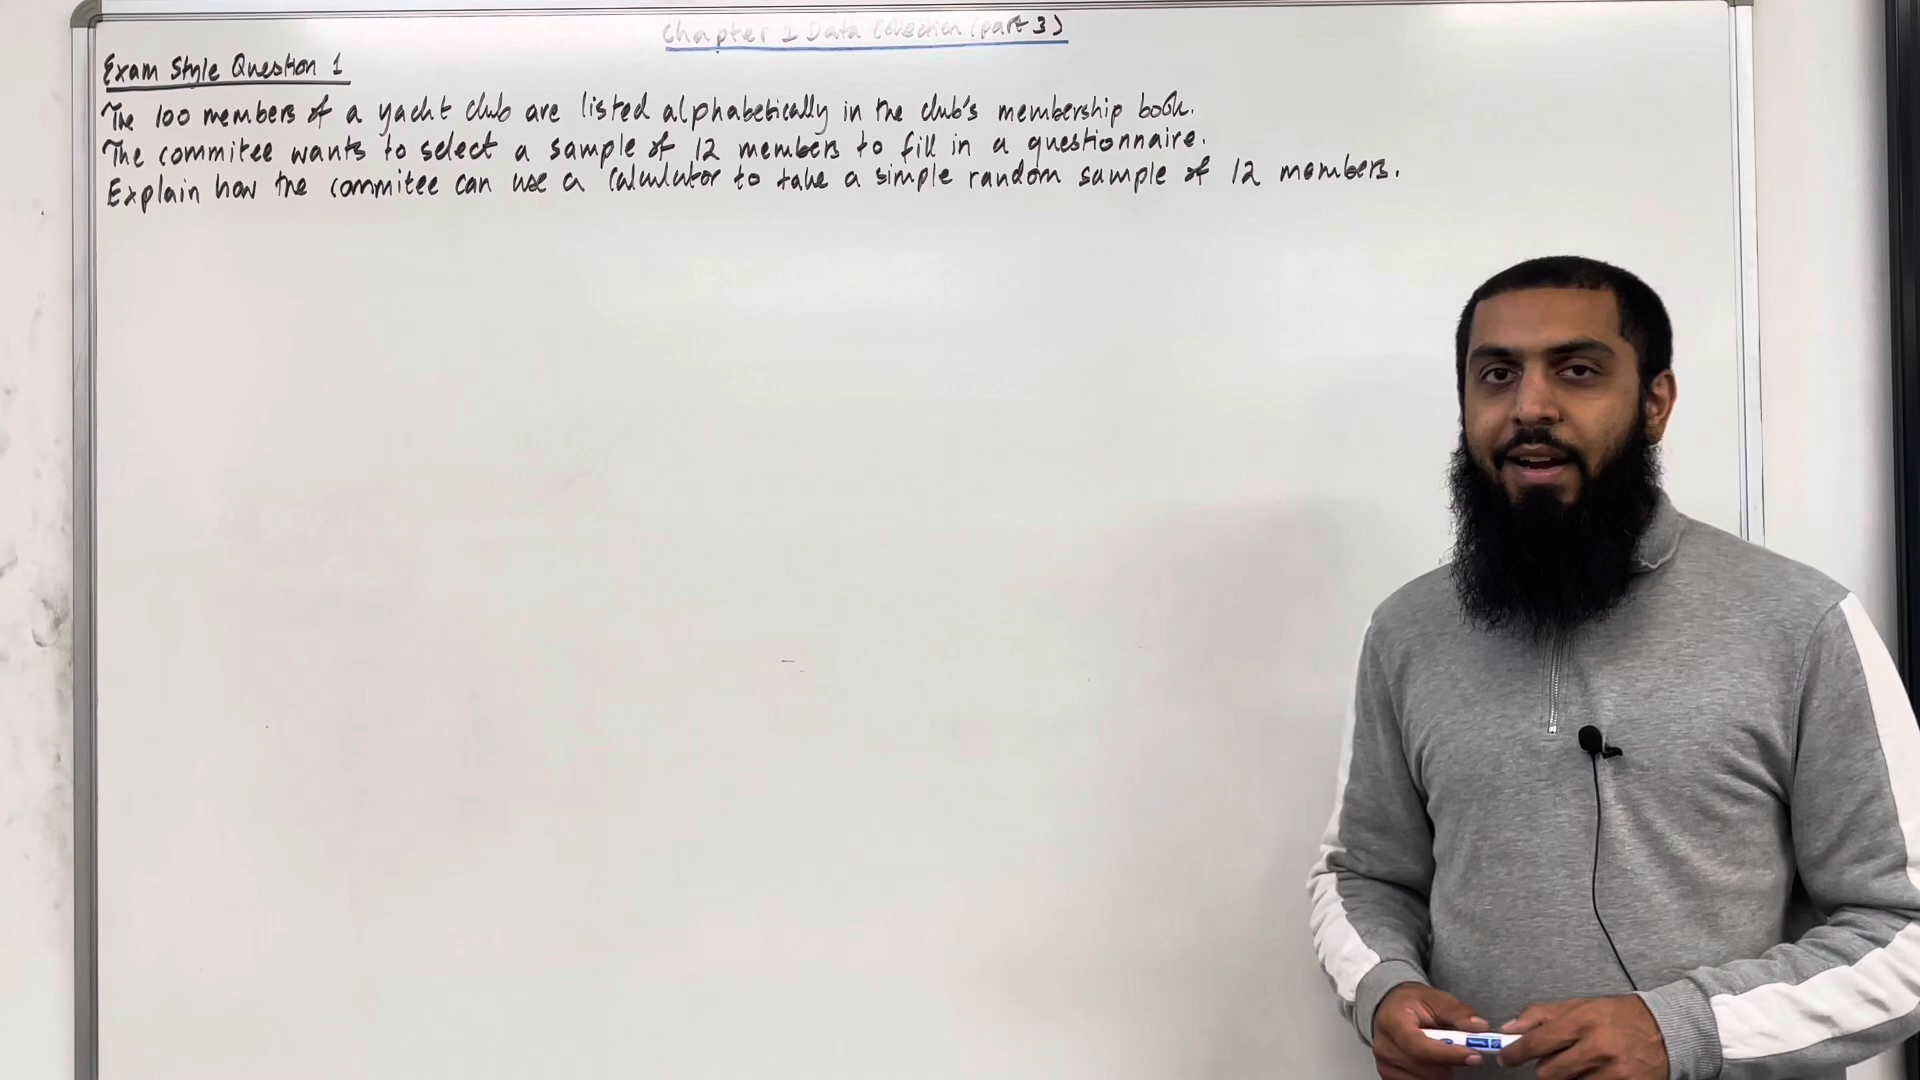 Chapter 1 Data Collection (part 3)
Exam Style Question 1
The 100 members of a yacht club are listed alphabetically in the club's membership book.
The commitee wants to select a sample of 12 members to fill in a questionnaire.
Explain how the commitee can use a calculator to take a simple random sample of 12 members.